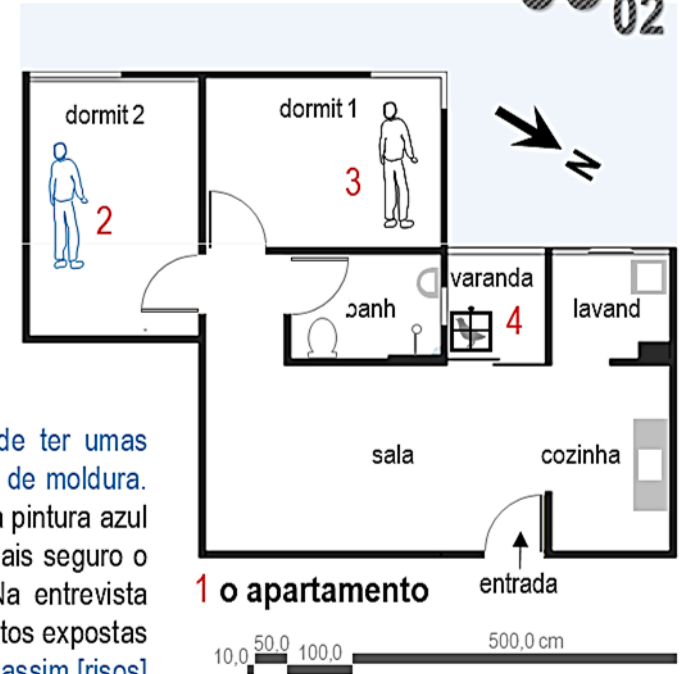 02
dormit 2
dormit 1
3
2
N
varanda
banh
4
lavand
sala
cozinha
de ter umas
de moldura.
a pintura azul
ais seguro o
Na entrevista
tos expostas
assim [risos]
1 o apartamento
entrada
10,0 50,0 100,0 500,0 cm